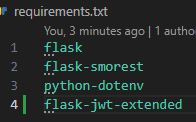 requirements.txt
You, 3 minutes ago | 1 author
1 flask
2 flask-smorest
3 python-dotenv
4 flask-jwt-extended